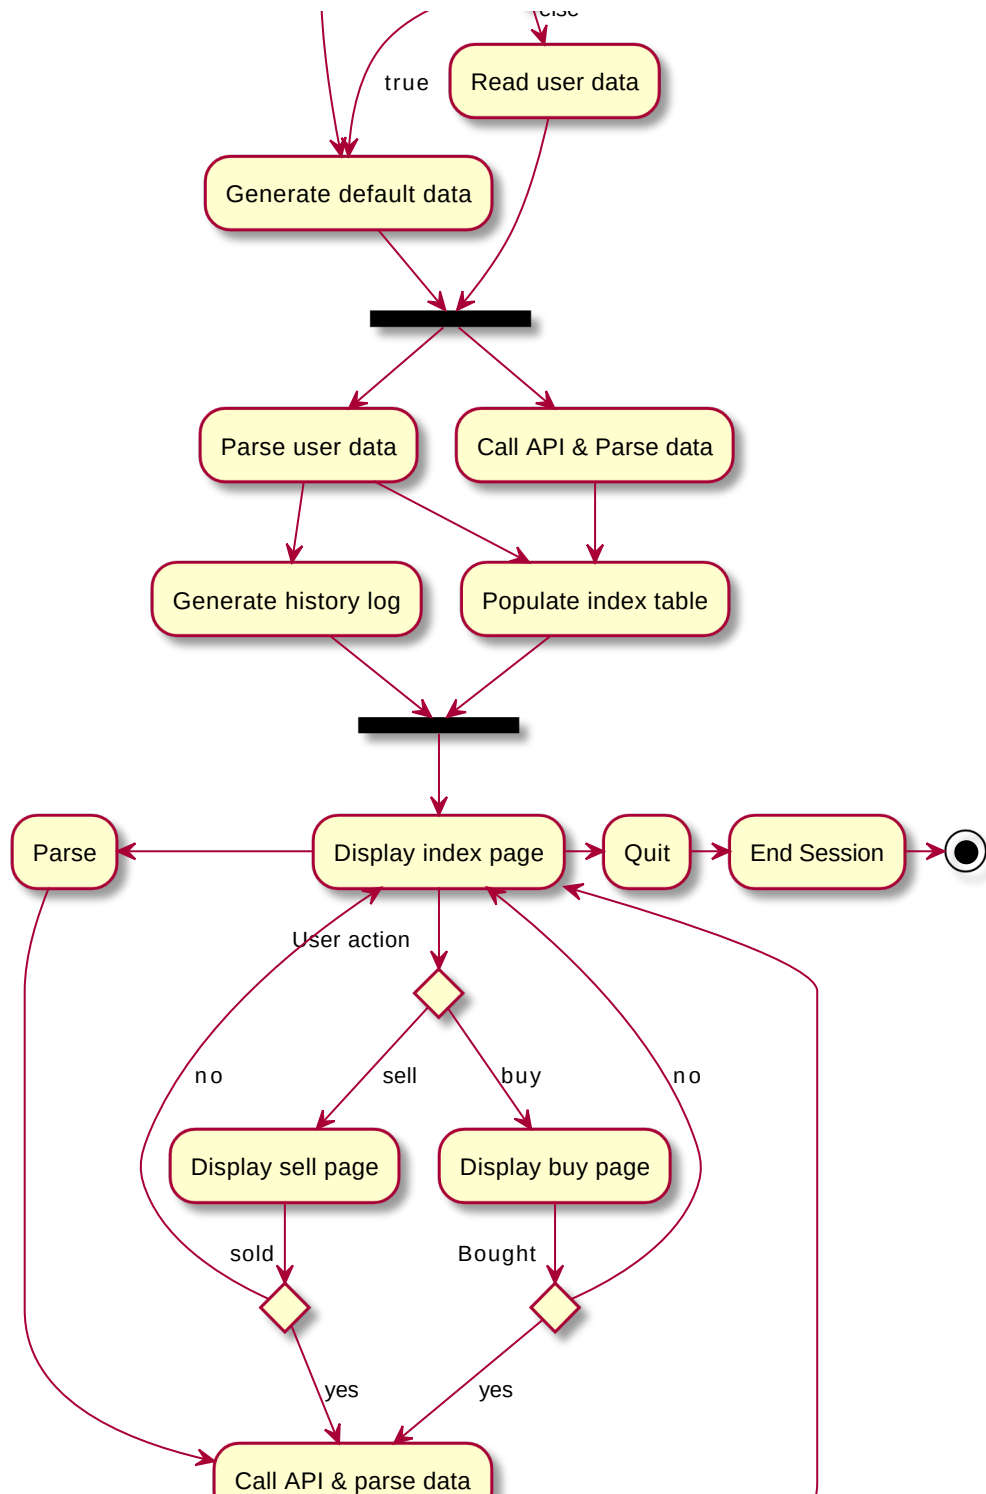 else
true
Read user data
Generate default data
Parse user data
Call API & Parse data
Generate history log
Populate index table
Parse
Display index page
Quit
End Session
User action
no
sell
buy
no
Display sell page
Display buy page
sold
Bought
yes
yes
Call API & parse data